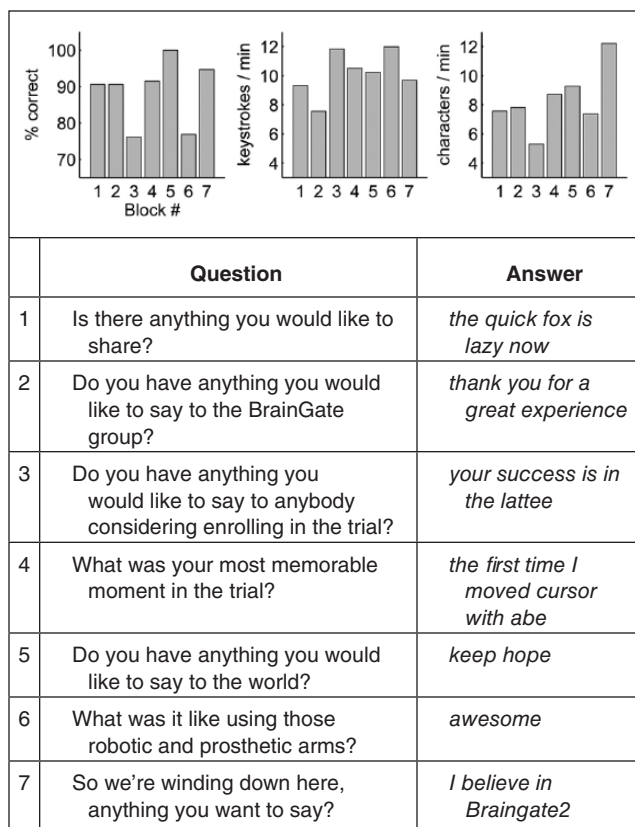 % correct
100
90
80
70
1 2 3 4 5 6 7
Block #
keystrokes / min
12
10
8
6
4
1 2 3 4 5 6 7
characters / min
12
10
8
6
4
1 2 3 4 5 6 7
Question
Answer
1
Is there anything you would like to
share?
the quick fox is
lazy now
2
Do you have anything you would
like to say to the BrainGate
group?
thank you for a
great experience
3
Do you have anything you
would like to say to anybody
considering enrolling in the trial?
your success is in
the lattee
4
What was your most memorable
moment in the trial?
the first time I
moved cursor
with abe
5
Do you have anything you would
like to say to the world?
keep hope
6
What was it like using those
robotic and prosthetic arms?
awesome
7
So we're winding down here,
anything you want to say?
I believe in
Braingate2